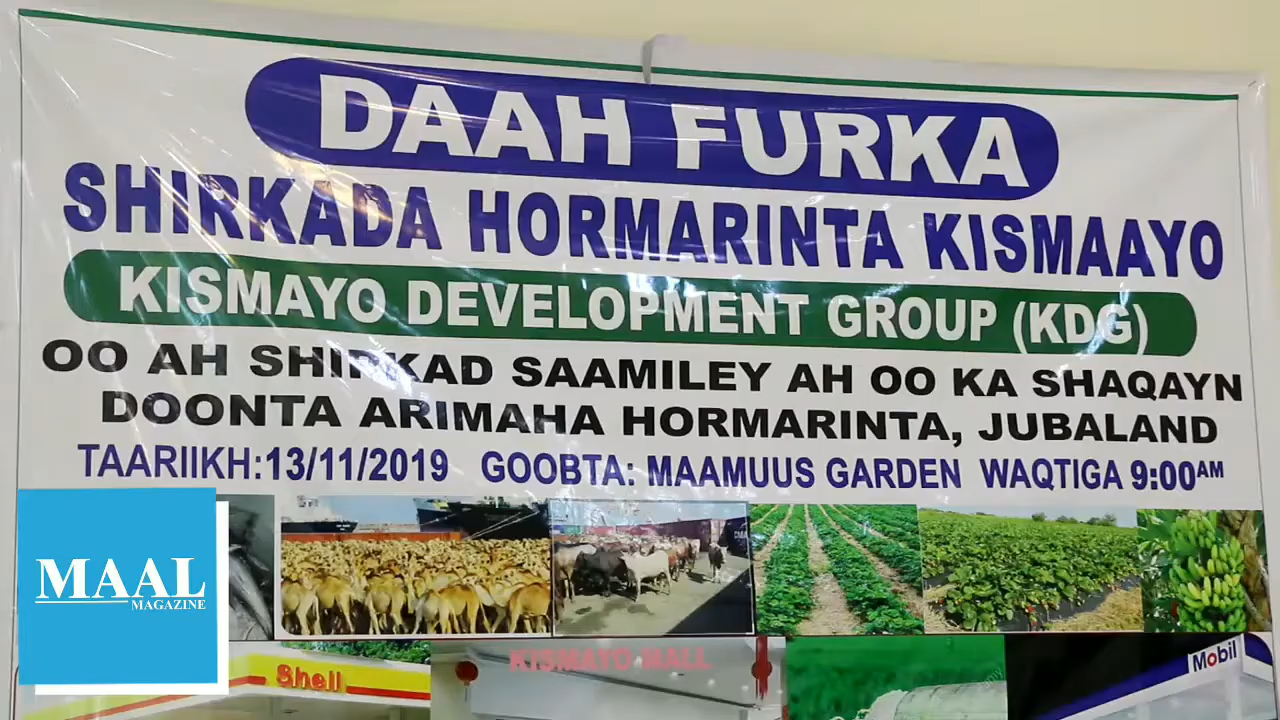 DAAH FURKA
SHIRKADA HORMARINTA KISMAAYO
KISMAYO DEVELOPMENT GROUP (KDG)
OO AH SHIRKAD SAAMILEY AH OO KA SHAQAYN
DOONTA ARIMAHA HORMARINTA, JUBALAND
TAARIIKH:13/11/2019 GOOBTA: MAAMUUS GARDEN WAQTIGA 9:00AM
MAAL
MAGAZINE
Shell
KISMAYO MALL
Mobil